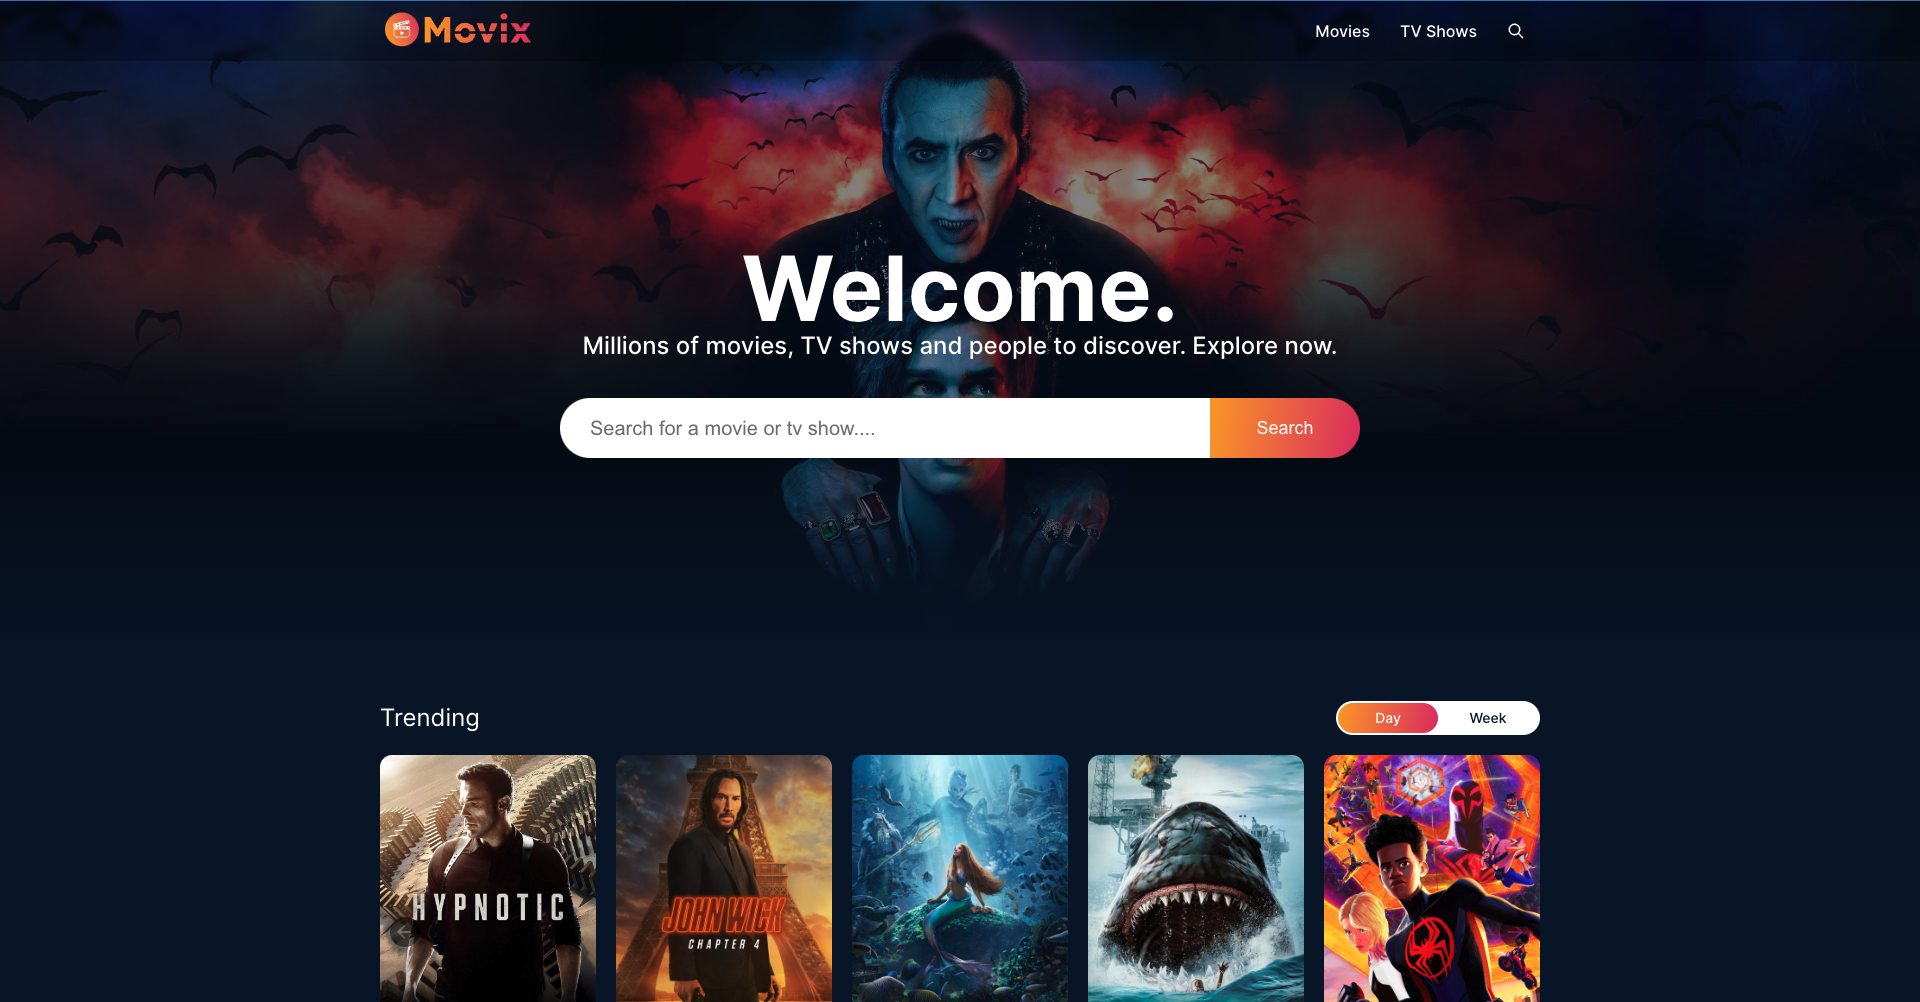 Movix
Movies
TV Shows
Welcome.
Millions of movies, TV shows and people to discover. Explore now.
Search for a movie or tv show....
Search
Trending
Day
Week
HYPNOTIC
JOHN WICK
CHAPTER 4